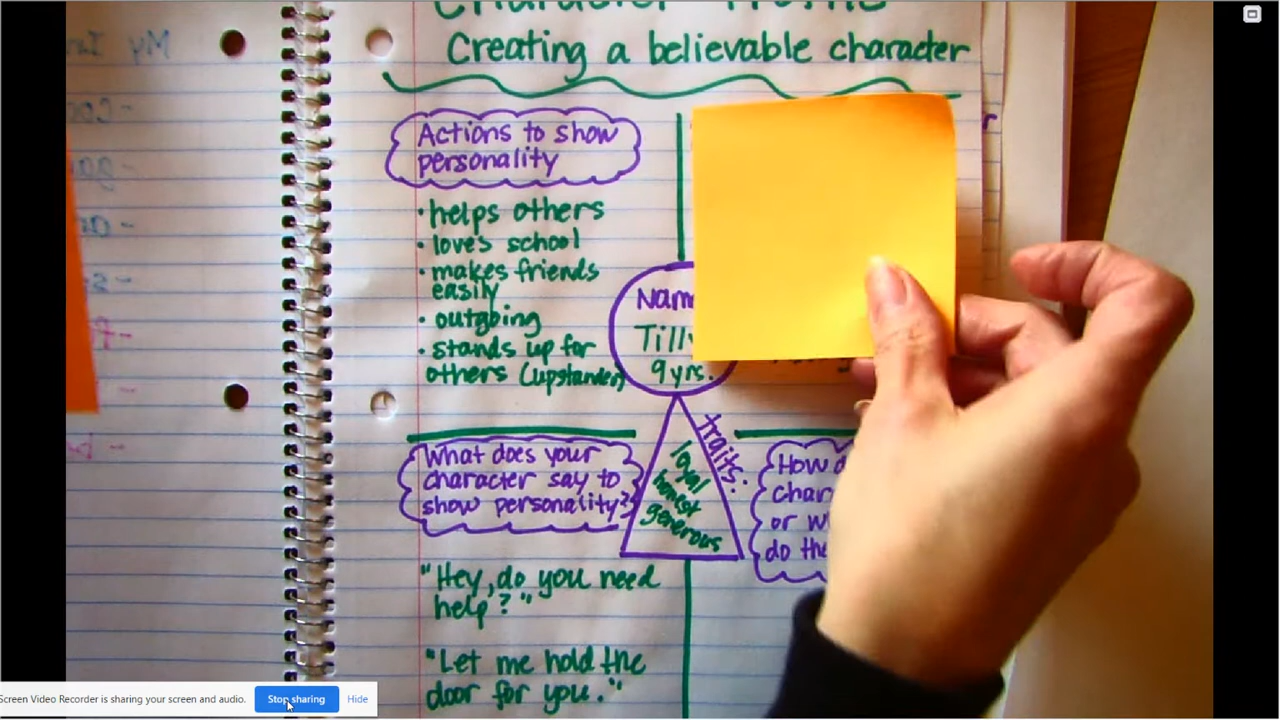 Creating a believable character
Actions to show
personality
• helps others
• loves school
• makes friends
easily
• outgoing
• stands up for
others (upstander)
9 yrs.
traits:
loyal
honest
generous
What does your
character say to
show personality?
How
or
do
"Hey, do you need
help?"
"Let me hold the
door for you."
Screen Video Recorder is sharing your screen and audio.
Stop sharing
Hide